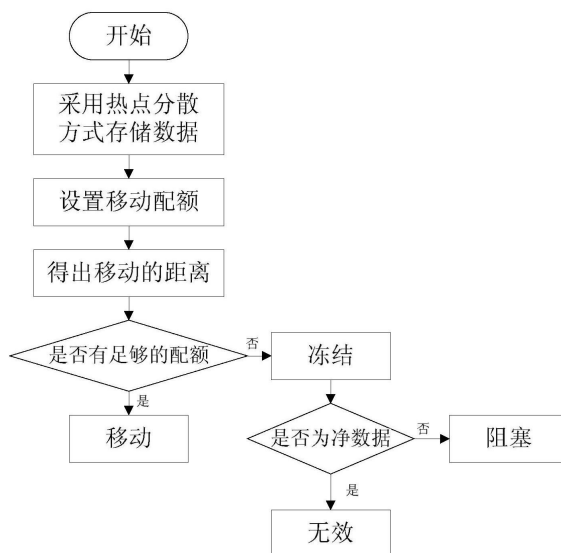 开始
采用热点分散
方式存储数据
设置移动配额
得出移动的距离
是否有足够的配额
否
冻结
是
移动
是否为净数据
否
阻塞
是
无效